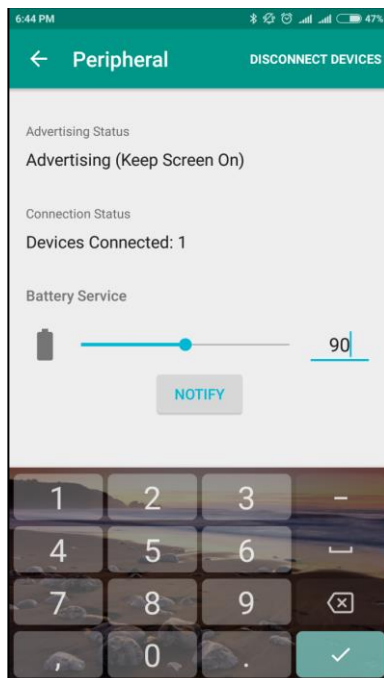 6:44 PM 47%
Peripheral DISCONNECT DEVICES
Advertising Status
Advertising (Keep Screen On)
Connection Status
Devices Connected: 1
Battery Service
90
NOTIFY
1 2 3 –
4 5 6
7 8 9
, 0 .